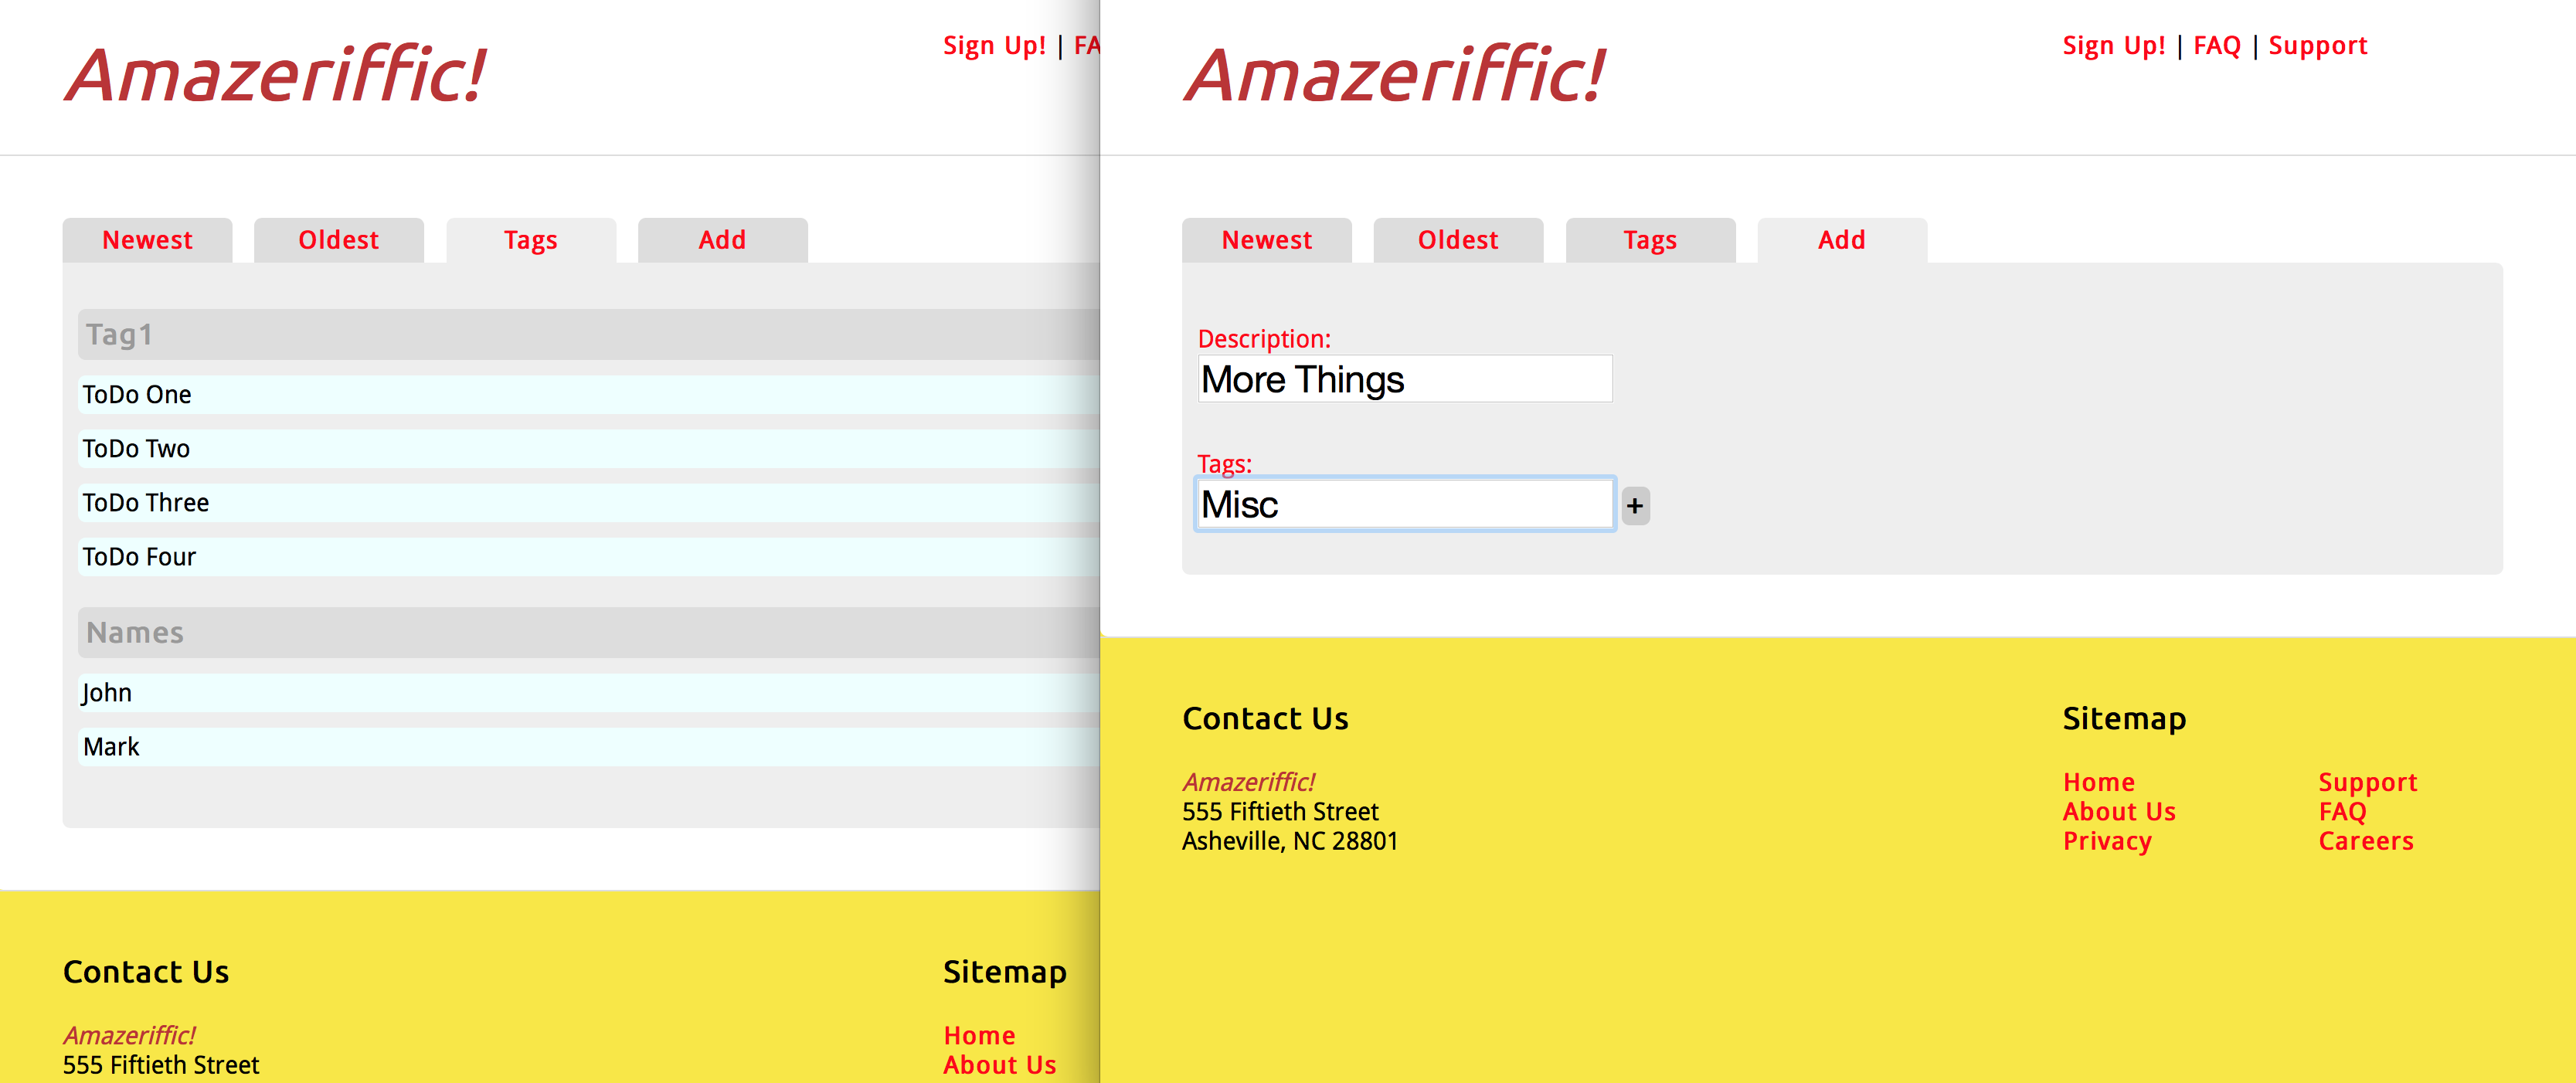 Amazeriffic!
Sign Up! | FA
Newest
Oldest
Tags
Add
Tag1
ToDo One
ToDo Two
ToDo Three
ToDo Four
Names
John
Mark
Contact Us
Amazeriffic!
555 Fiftieth Street
Sitemap
Home
About Us
Amazeriffic!
Sign Up! | FAQ | Support
Newest
Oldest
Tags
Add
Description:
More Things
Tags:
Misc
+
Contact Us
Amazeriffic!
555 Fiftieth Street
Asheville, NC 28801
Sitemap
Home
About Us
Privacy
Support
FAQ
Careers